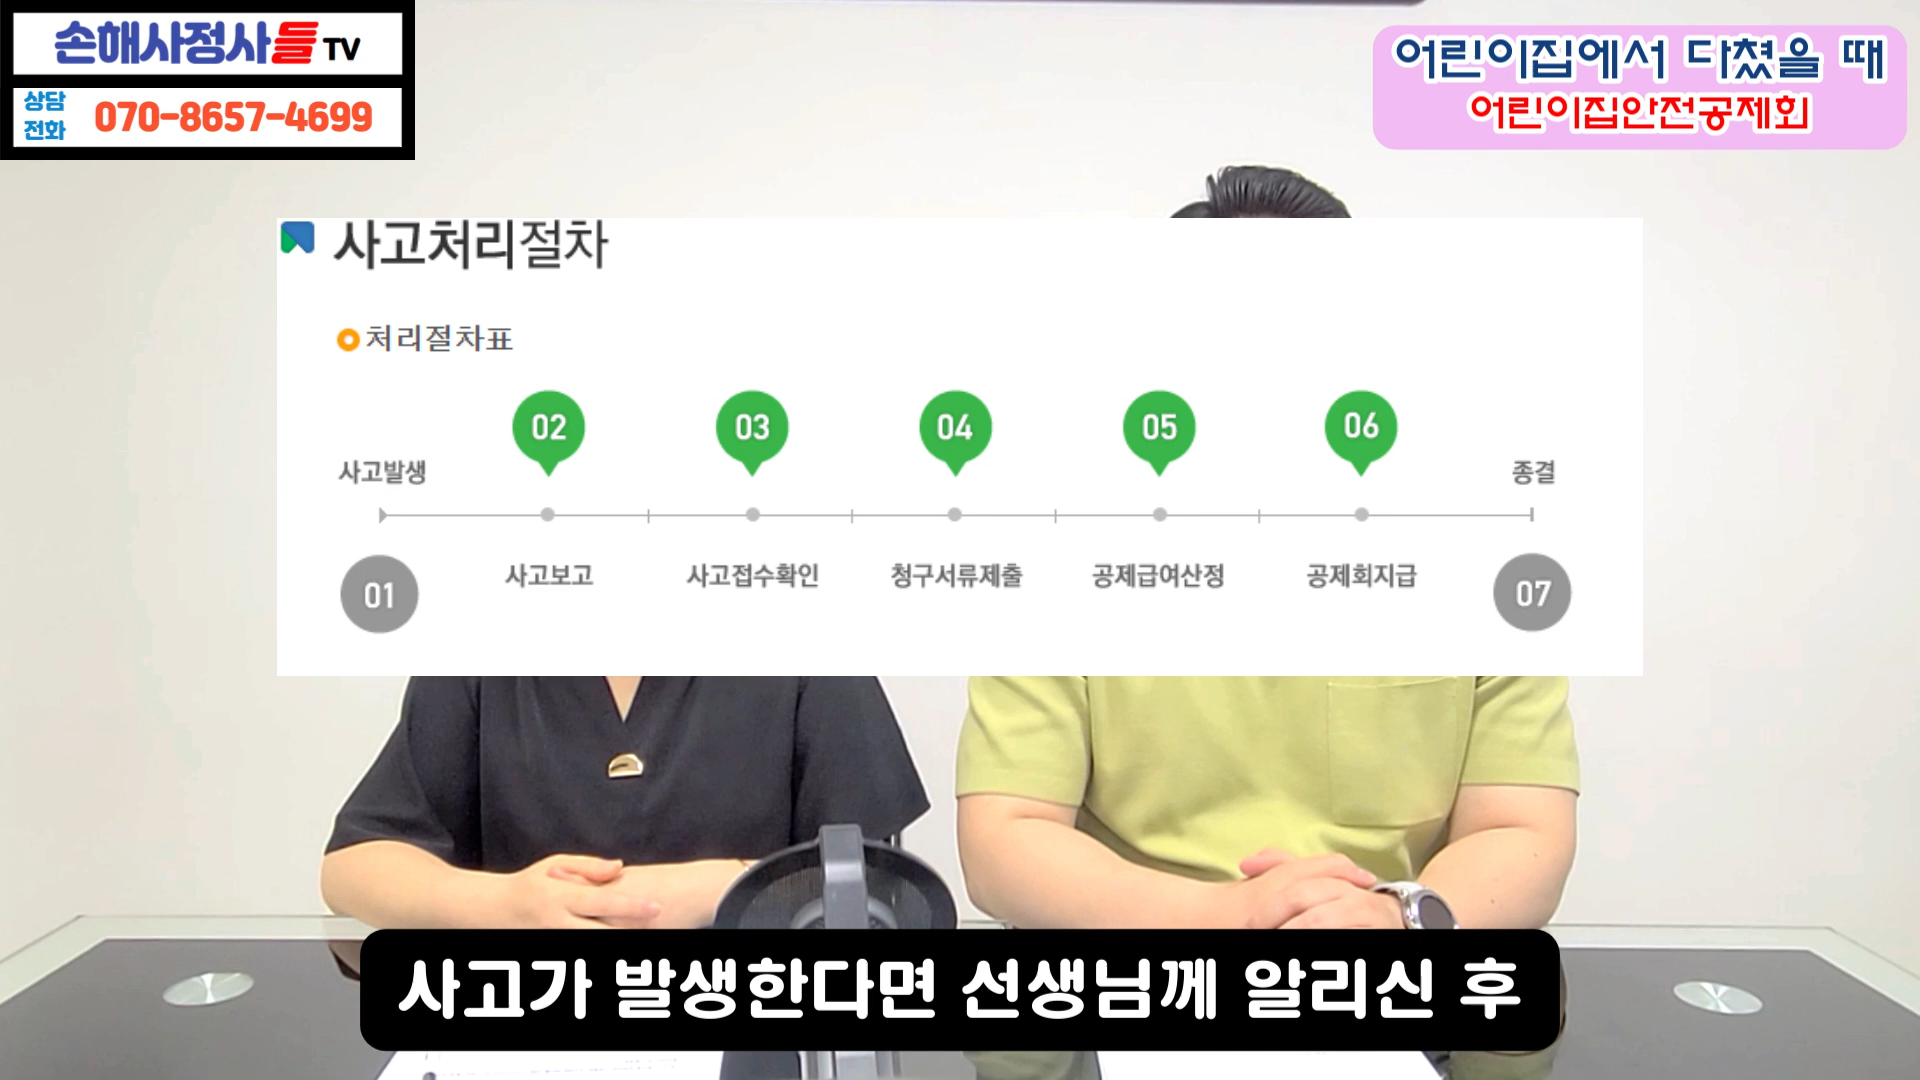 손해사정사들 TV
상담
전화
070-8657-4699
어린이집에서 다쳤을 때
어린이집안전공제회
사고처리절차
처리절차표
02
03
04
05
06
사고발생
종결
사고보고
사고접수확인
청구서류제출
공제급여산정
공제회지급
01
07
사고가 발생한다면 선생님께 알리신 후